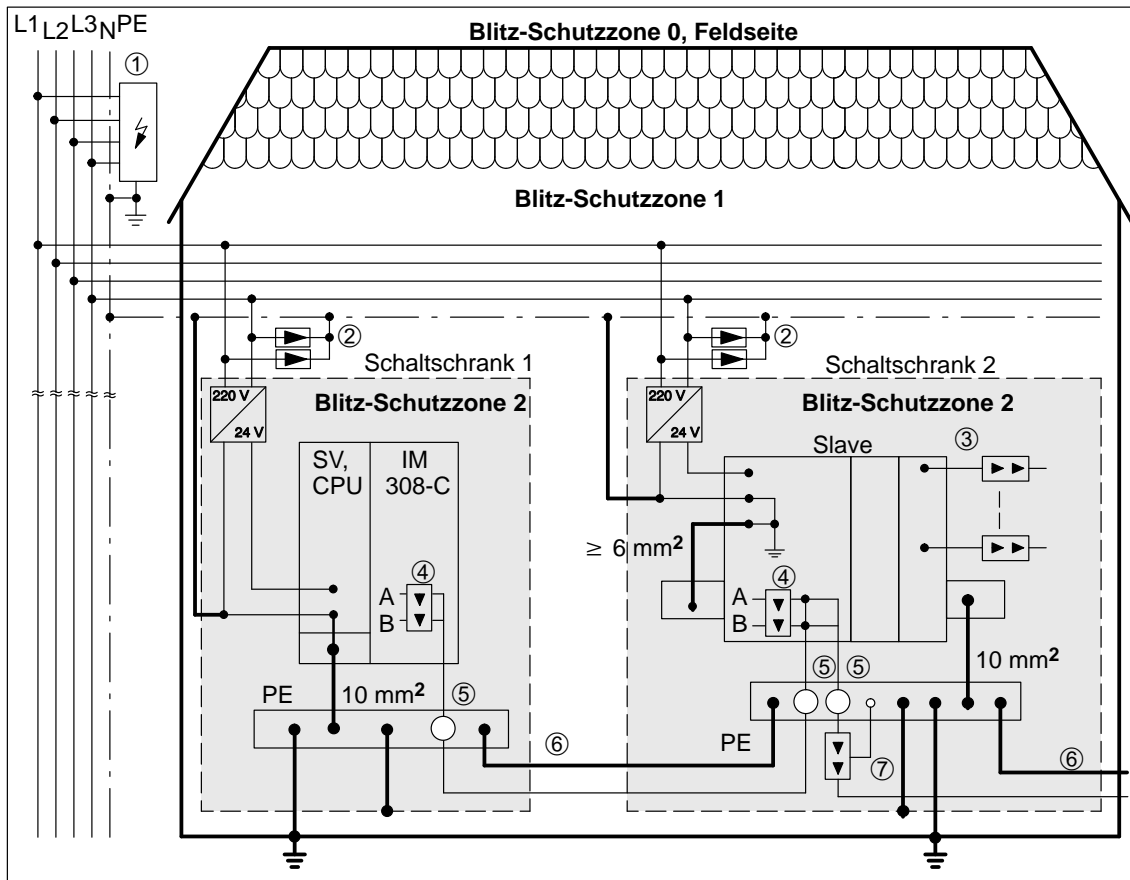 L1 L2 L3 N PE
Blitz-Schutzzone 0, Feldseite
①
Blitz-Schutzzone 1
②
②
Schaltschrank 1
Schaltschrank 2
220 V
24 V
Blitz-Schutzzone 2
220 V
24 V
Blitz-Schutzzone 2
SV,
CPU
IM
308-C
Slave
③
≥ 6 mm²
④
A
B
④
A
B
PE
10 mm²
⑤
⑤
⑤
10 mm²
PE
⑥
⑦
⑥